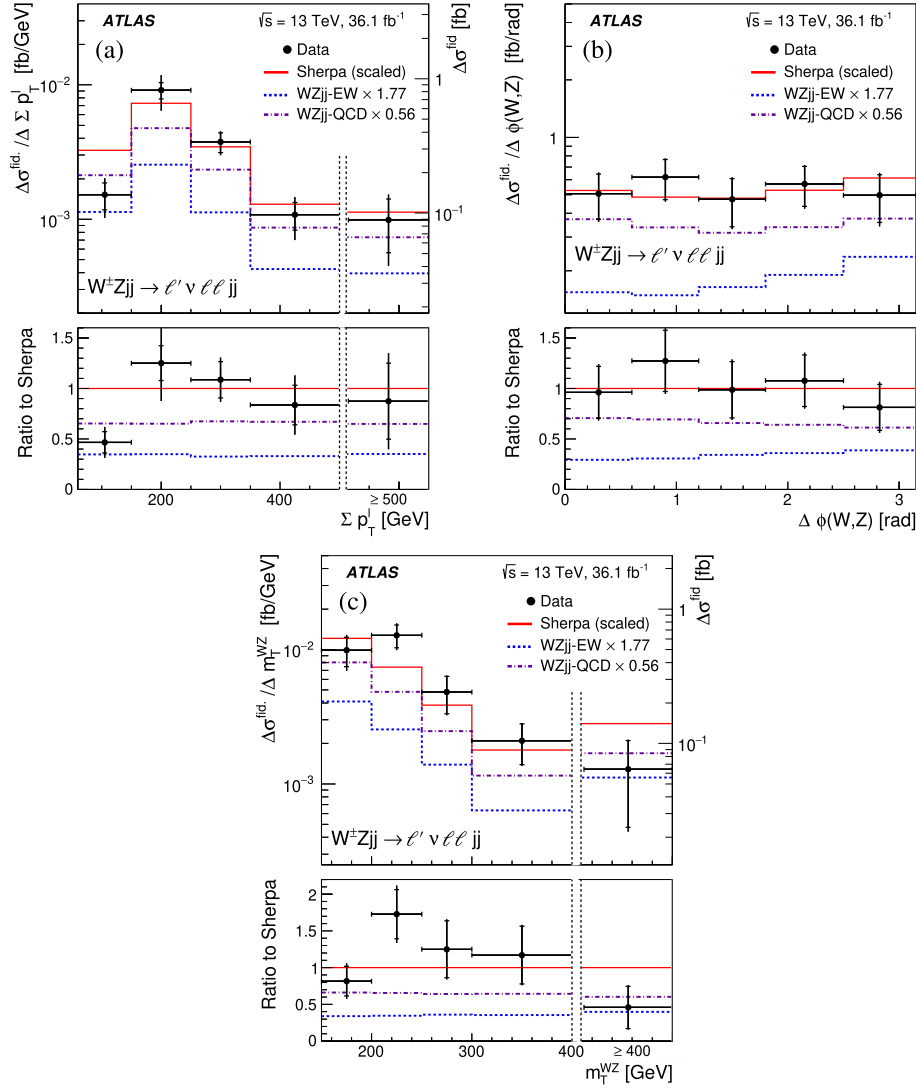 ATLAS
√s = 13 TeV, 36.1 fb⁻¹
(a)
Data
Sherpa (scaled)
WZjj-EW × 1.77
WZjj-QCD × 0.56
W±Zjj → ℓ′ ν ℓℓ jj
Δσ^fid. / Δ Σ p_T^l [fb/GeV]
10⁻²
10⁻³
Δσ^fid [fb]
1
10⁻¹
Ratio to Sherpa
1.5
1
0.5
0
200
300
400
≥ 500
Σ p_T^l [GeV]
ATLAS
√s = 13 TeV, 36.1 fb⁻¹
(b)
Data
Sherpa (scaled)
WZjj-EW × 1.77
WZjj-QCD × 0.56
W±Zjj → ℓ′ ν ℓℓ jj
Δσ^fid. / Δ ϕ(W,Z) [fb/rad]
1
Ratio to Sherpa
1.5
1
0.5
0
0
1
2
3
Δ ϕ(W,Z) [rad]
ATLAS
√s = 13 TeV, 36.1 fb⁻¹
(c)
Data
Sherpa (scaled)
WZjj-EW × 1.77
WZjj-QCD × 0.56
W±Zjj → ℓ′ ν ℓℓ jj
Δσ^fid. / Δ m_T^WZ [fb/GeV]
10⁻²
10⁻³
Δσ^fid [fb]
1
10⁻¹
Ratio to Sherpa
2
1.5
1
0.5
0
200
300
400
≥ 400
m_T^WZ [GeV]